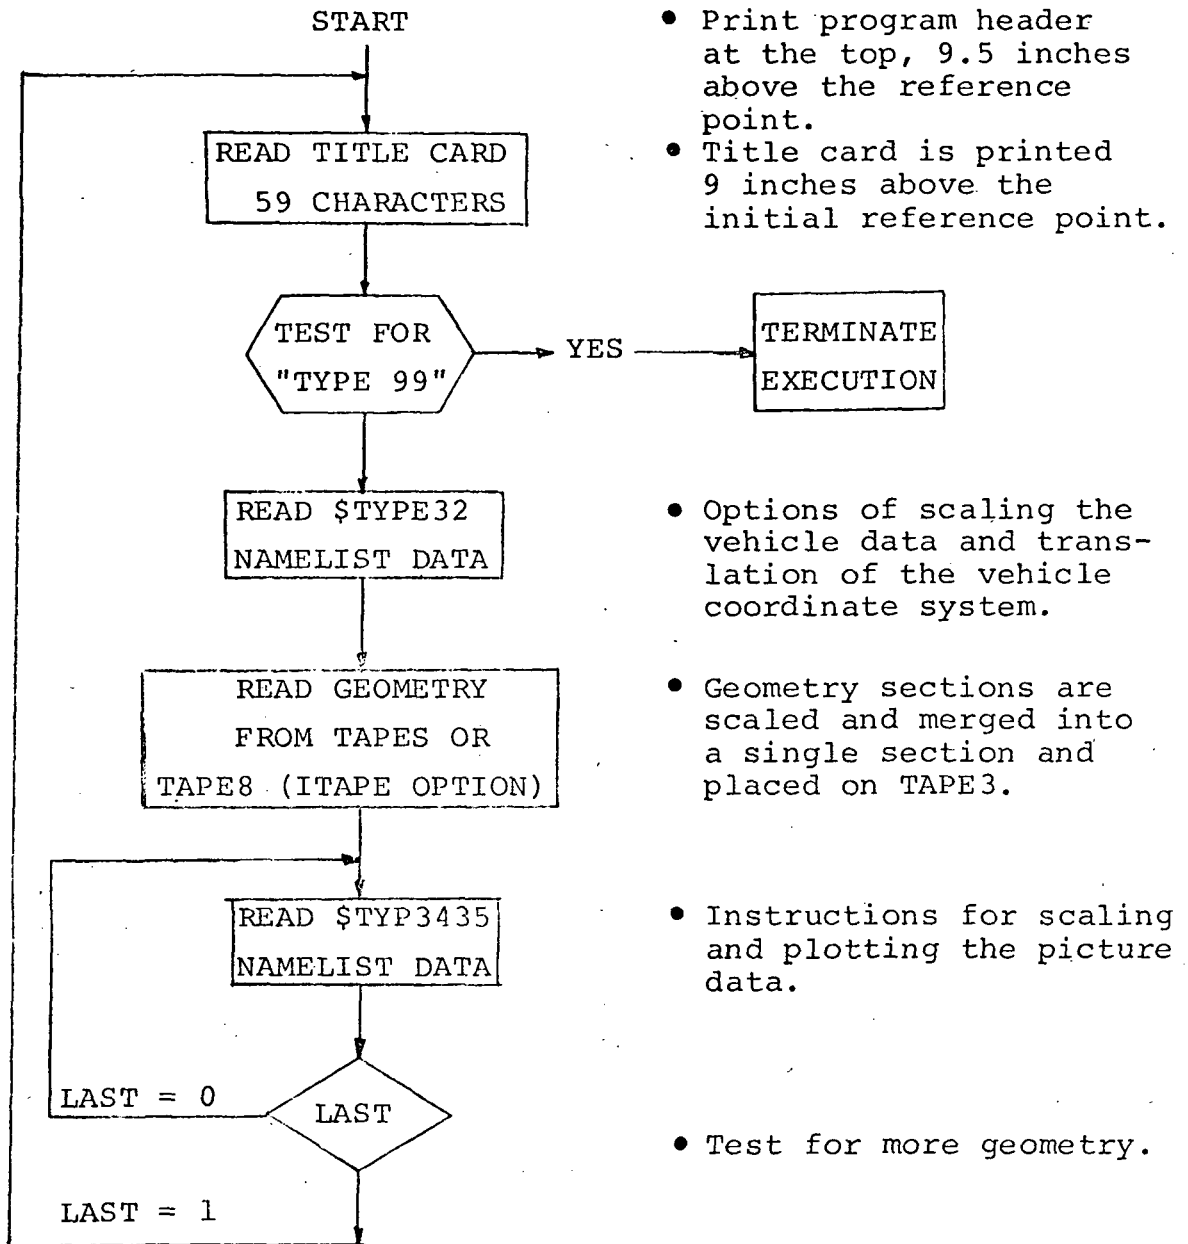 START
READ TITLE CARD
59 CHARACTERS
TEST FOR
"TYPE 99"
YES
TERMINATE
EXECUTION
READ $TYPE32
NAMELIST DATA
READ GEOMETRY
FROM TAPES OR
TAPE8 (ITAPE OPTION)
READ $TYP3435
NAMELIST DATA
LAST = 0
LAST
LAST = 1
• Print program header
at the top, 9.5 inches
above the reference
point.
• Title card is printed
9 inches above the
initial reference point.
• Options of scaling the
vehicle data and trans-
lation of the vehicle
coordinate system.
• Geometry sections are
scaled and merged into
a single section and
placed on TAPE3.
• Instructions for scaling
and plotting the picture
data.
• Test for more geometry.